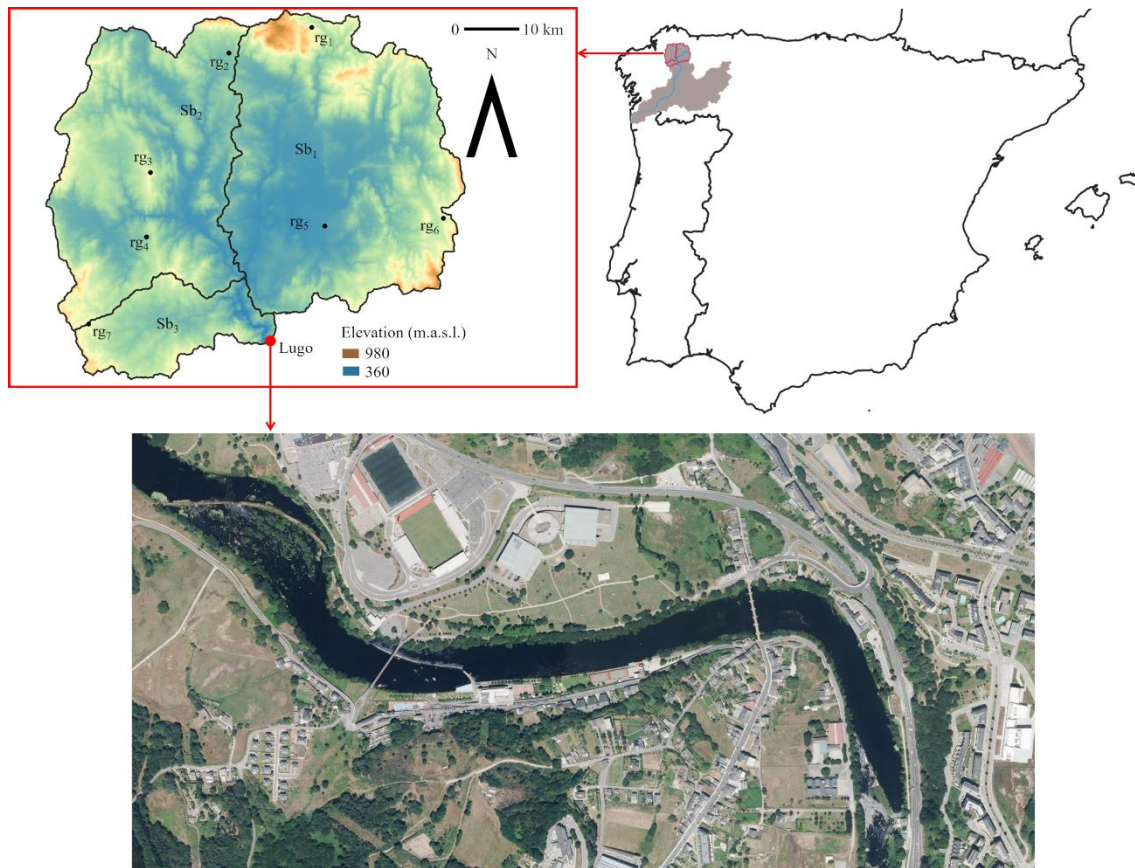 0 10 km
N
rg1
rg2
Sb2
Sb1
rg3
rg5
rg6
rg4
Sb3
rg7
Lugo
Elevation (m.a.s.l.)
980
360